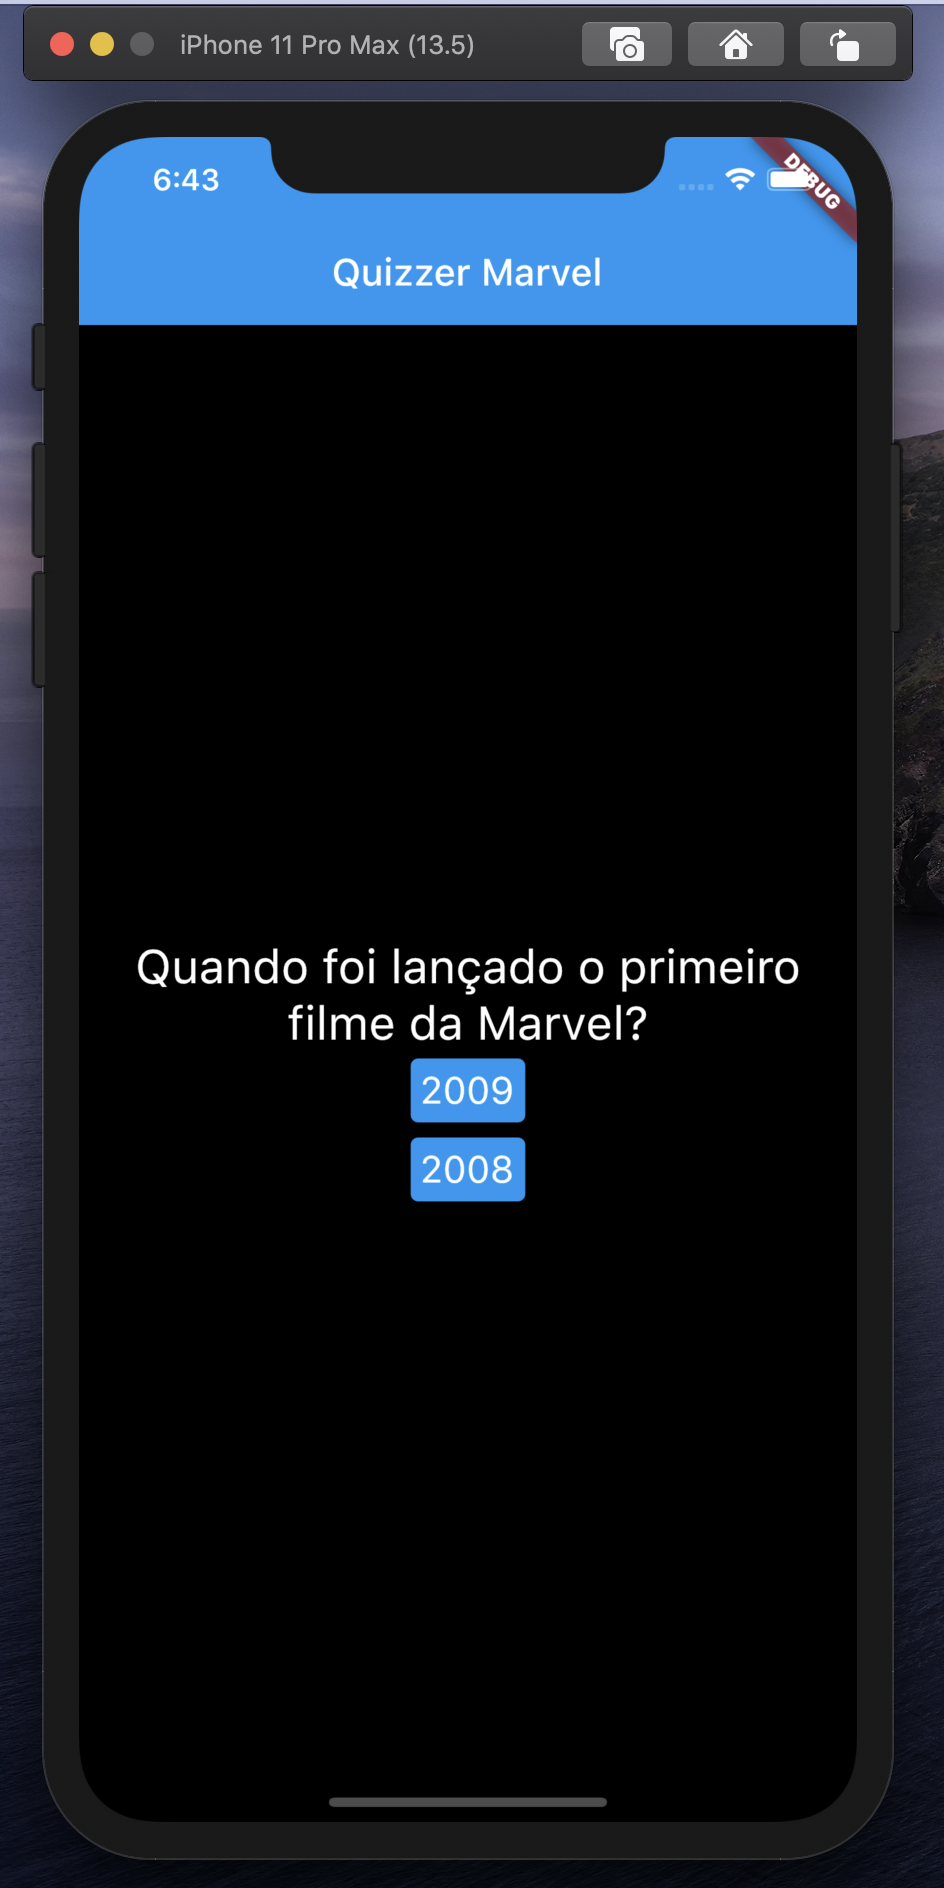 iPhone 11 Pro Max (13.5)
6:43
DEBUG
Quizzer Marvel
Quando foi lançado o primeiro
filme da Marvel?
2009
2008